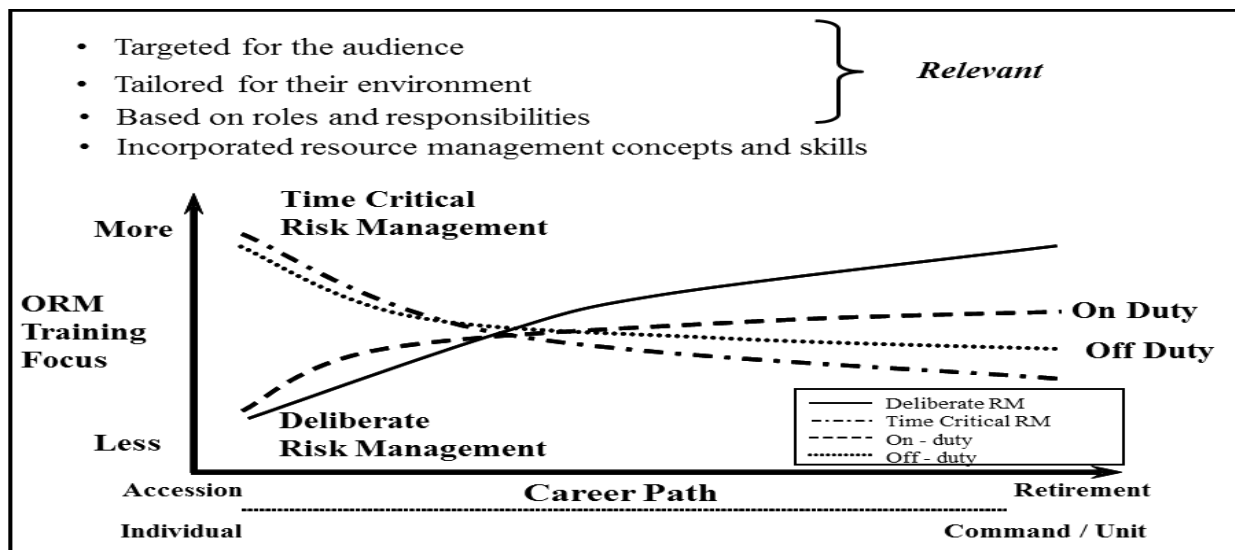 • Targeted for the audience
• Tailored for their environment
• Based on roles and responsibilities
• Incorporated resource management concepts and skills
Relevant
Time Critical
Risk Management
More
ORM
Training
Focus
Less
On Duty
Off Duty
Deliberate
Risk Management
Deliberate RM
Time Critical RM
On - duty
Off - duty
Accession
Career Path
Retirement
Individual
Command / Unit